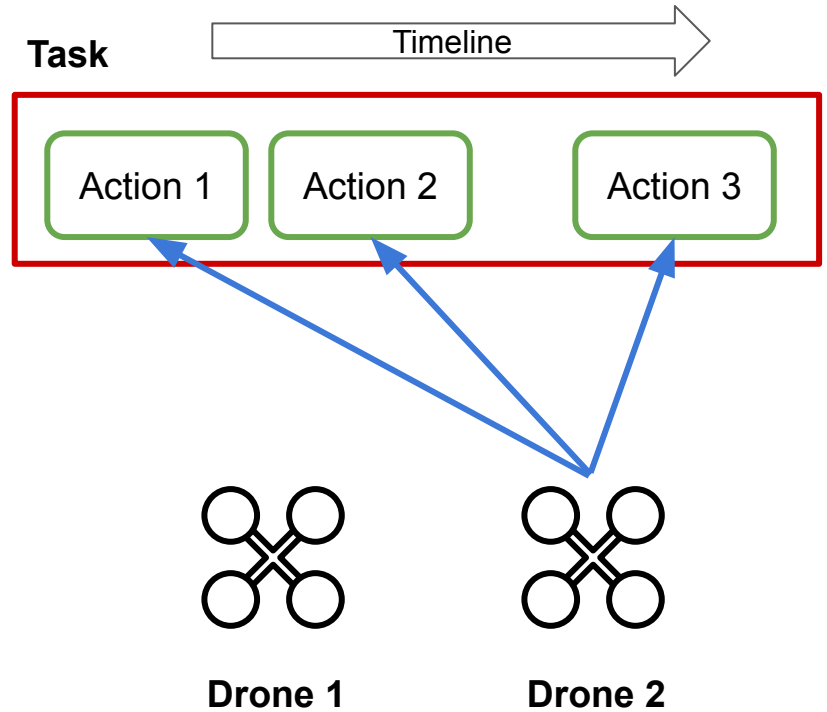 Timeline
Task
Action 1
Action 2
Action 3
Drone 1
Drone 2